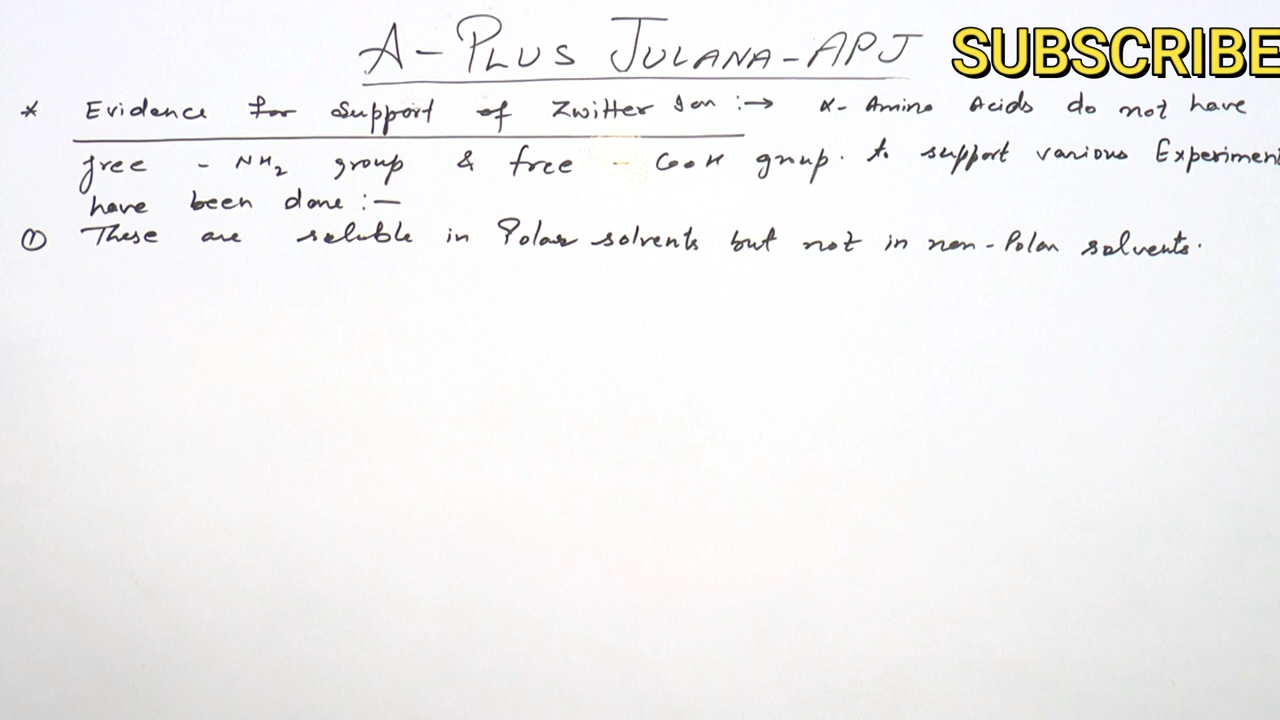 A-PLUS JULANA-APJ
SUBSCRIBE
* Evidence for support of Zwitter Ion :→ α-Amino Acids do not have
free -NH₂ group & free -COOH group. to support various Experiment
have been done :—
① These are soluble in Polar solvents but not in non-Polar solvents.